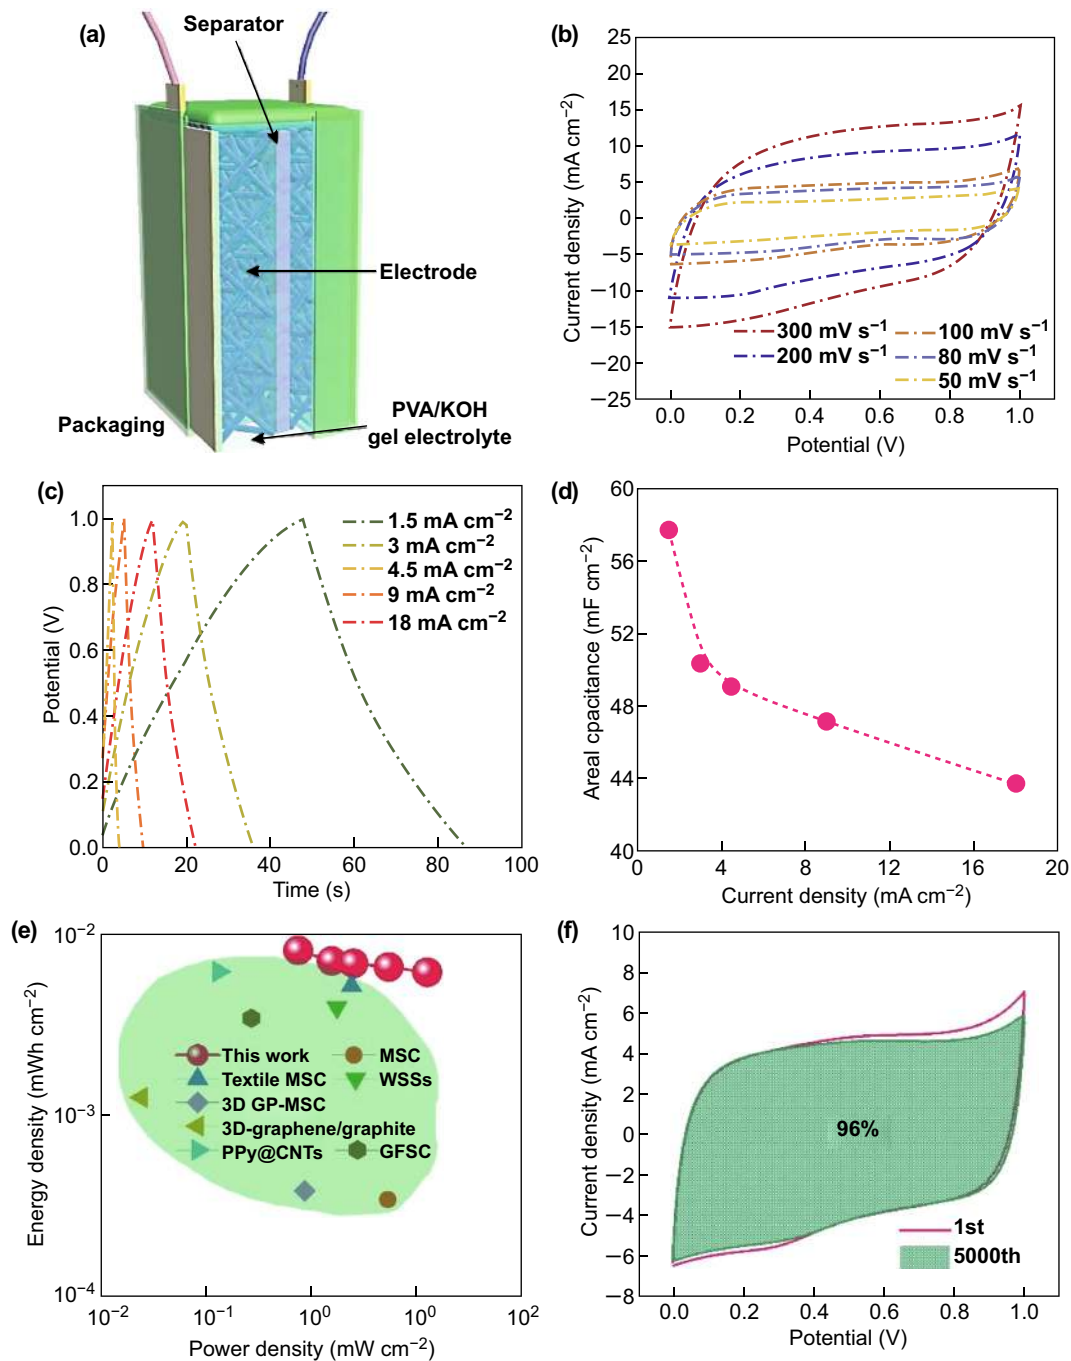 (a)
Separator
Electrode
Packaging
PVA/KOH
gel electrolyte
(b)
Current density (mA cm−2)
25
20
15
10
5
0
−5
−10
−15
−20
−25
300 mV s−1
200 mV s−1
100 mV s−1
80 mV s−1
50 mV s−1
0.0 0.2 0.4 0.6 0.8 1.0
Potential (V)
(c)
Potential (V)
1.0
0.8
0.6
0.4
0.2
0.0
1.5 mA cm−2
3 mA cm−2
4.5 mA cm−2
9 mA cm−2
18 mA cm−2
0 20 40 60 80 100
Time (s)
(d)
Areal cpacitance (mF cm−2)
60
56
52
48
44
40
0 4 8 12 16 20
Current density (mA cm−2)
(e)
Energy density (mWh cm−2)
10−2
10−3
10−4
This work
Textile MSC
3D GP-MSC
3D-graphene/graphite
PPy@CNTs
MSC
WSSs
GFSC
10−2 10−1 100 102 102
Power density (mW cm−2)
(f)
Current density (mA cm−2)
10
8
6
4
2
0
−2
−4
−6
−8
96%
1st
5000th
0.0 0.2 0.4 0.6 0.8 1.0
Potential (V)